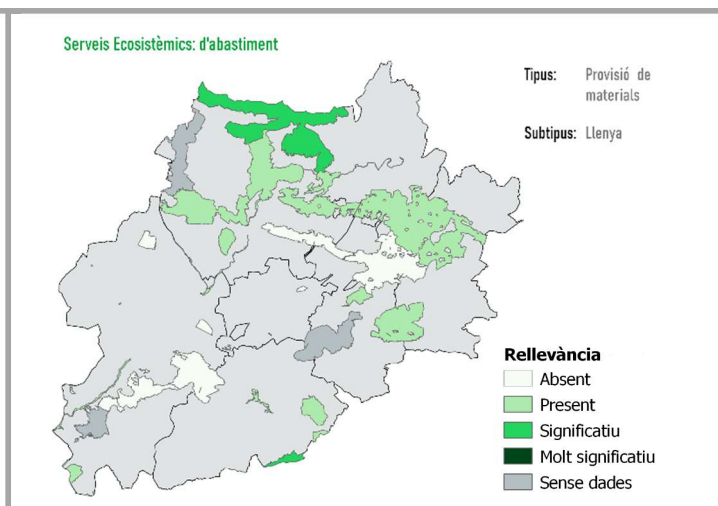 Serveis Ecosistèmics: d'abastiment
Tipus: Provisió de
materials
Subtipus: Llenya
Rellevància
Absent
Present
Significatiu
Molt significatiu
Sense dades